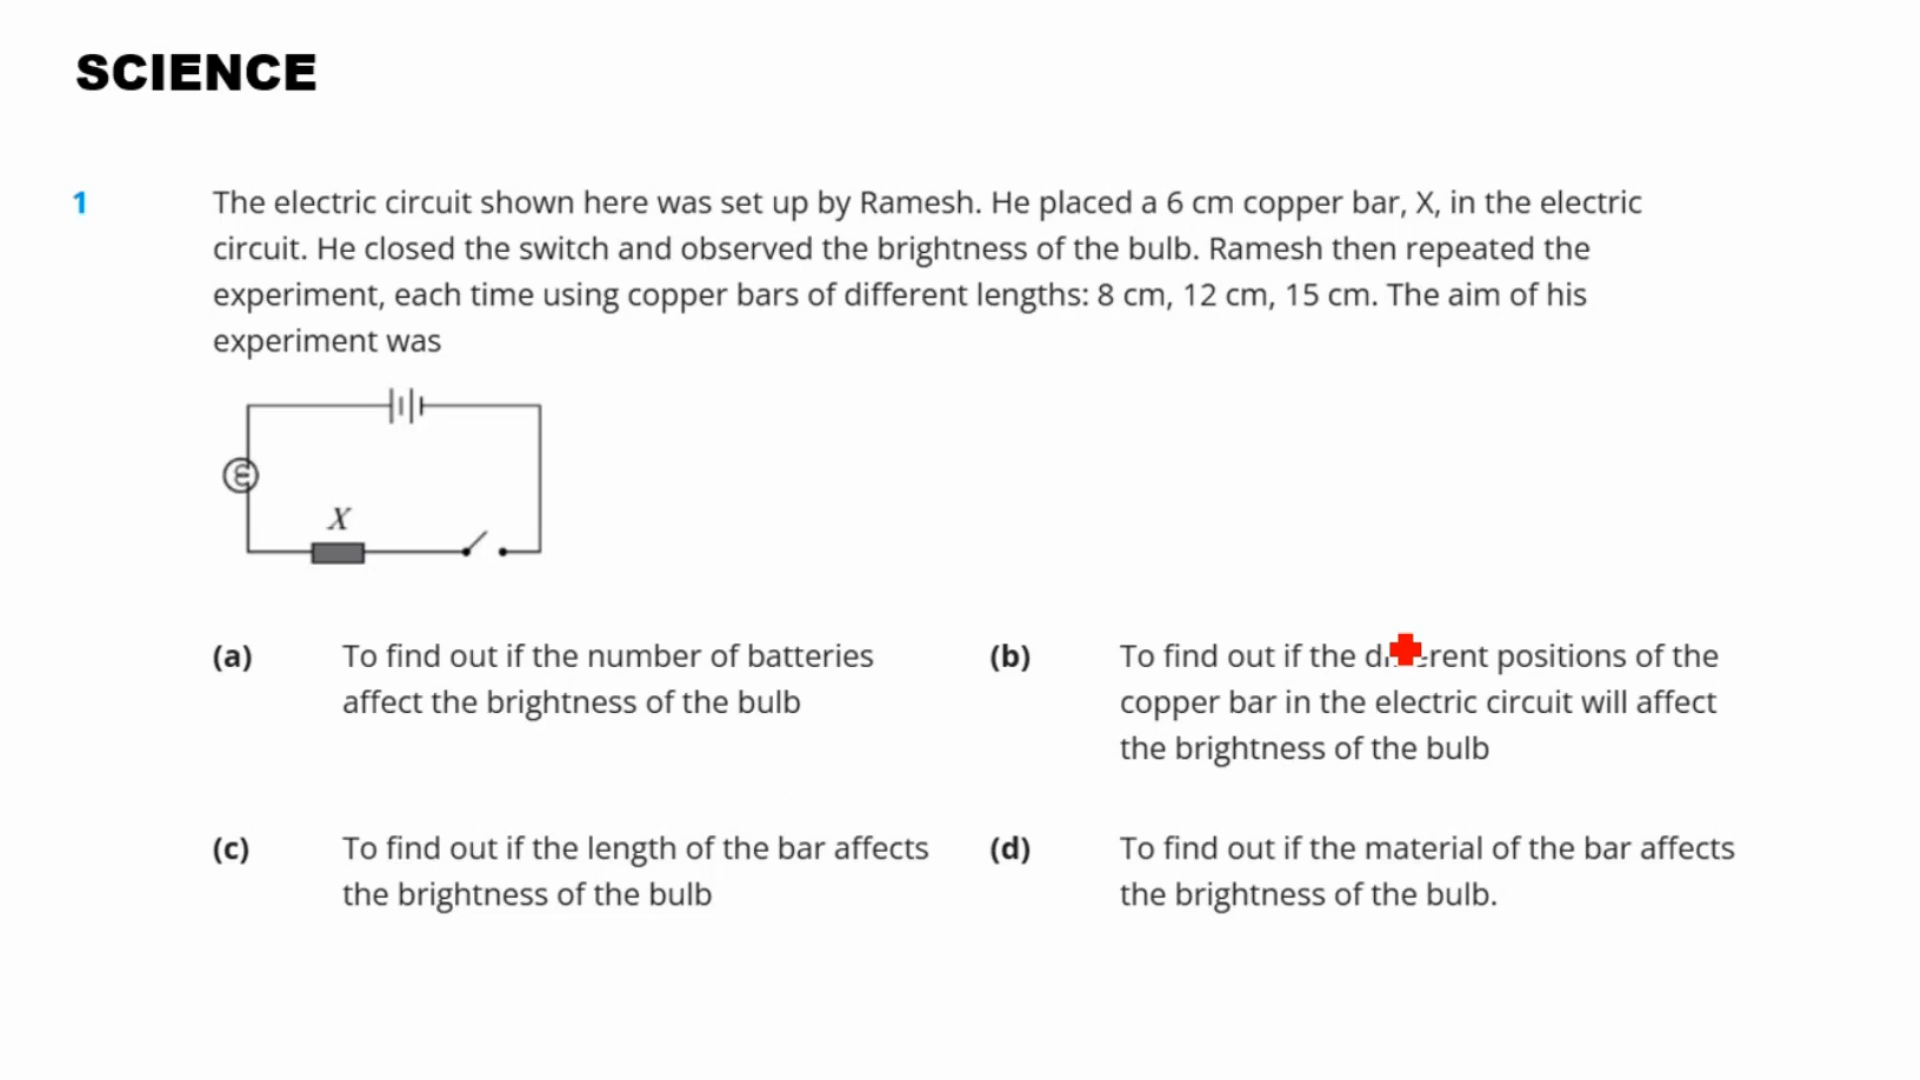 SCIENCE
1 The electric circuit shown here was set up by Ramesh. He placed a 6 cm copper bar, X, in the electric
circuit. He closed the switch and observed the brightness of the bulb. Ramesh then repeated the
experiment, each time using copper bars of different lengths: 8 cm, 12 cm, 15 cm. The aim of his
experiment was
X
(a) To find out if the number of batteries
affect the brightness of the bulb
(b) To find out if the positions of the
copper bar in the electric circuit will affect
the brightness of the bulb
(c) To find out if the length of the bar affects
the brightness of the bulb
(d) To find out if the material of the bar affects
the brightness of the bulb.